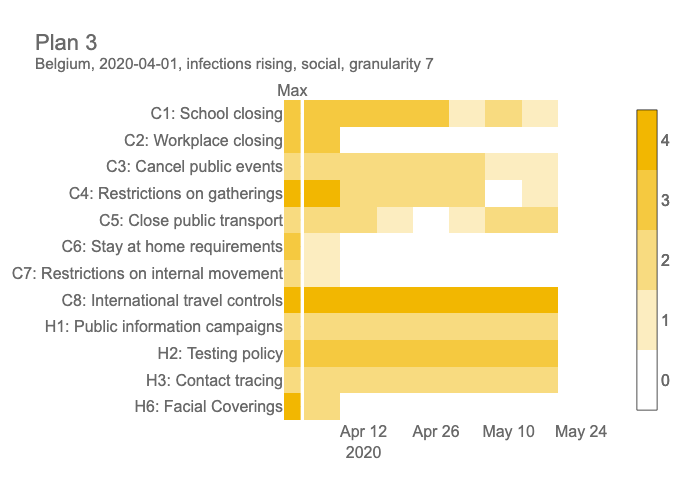 Plan 3
Belgium, 2020-04-01, infections rising, social, granularity 7
Max
C1: School closing
C2: Workplace closing
C3: Cancel public events
C4: Restrictions on gatherings
C5: Close public transport
C6: Stay at home requirements
C7: Restrictions on internal movement
C8: International travel controls
H1: Public information campaigns
H2: Testing policy
H3: Contact tracing
H6: Facial Coverings
4
3
2
1
0
Apr 12 Apr 26 May 10 May 24
2020